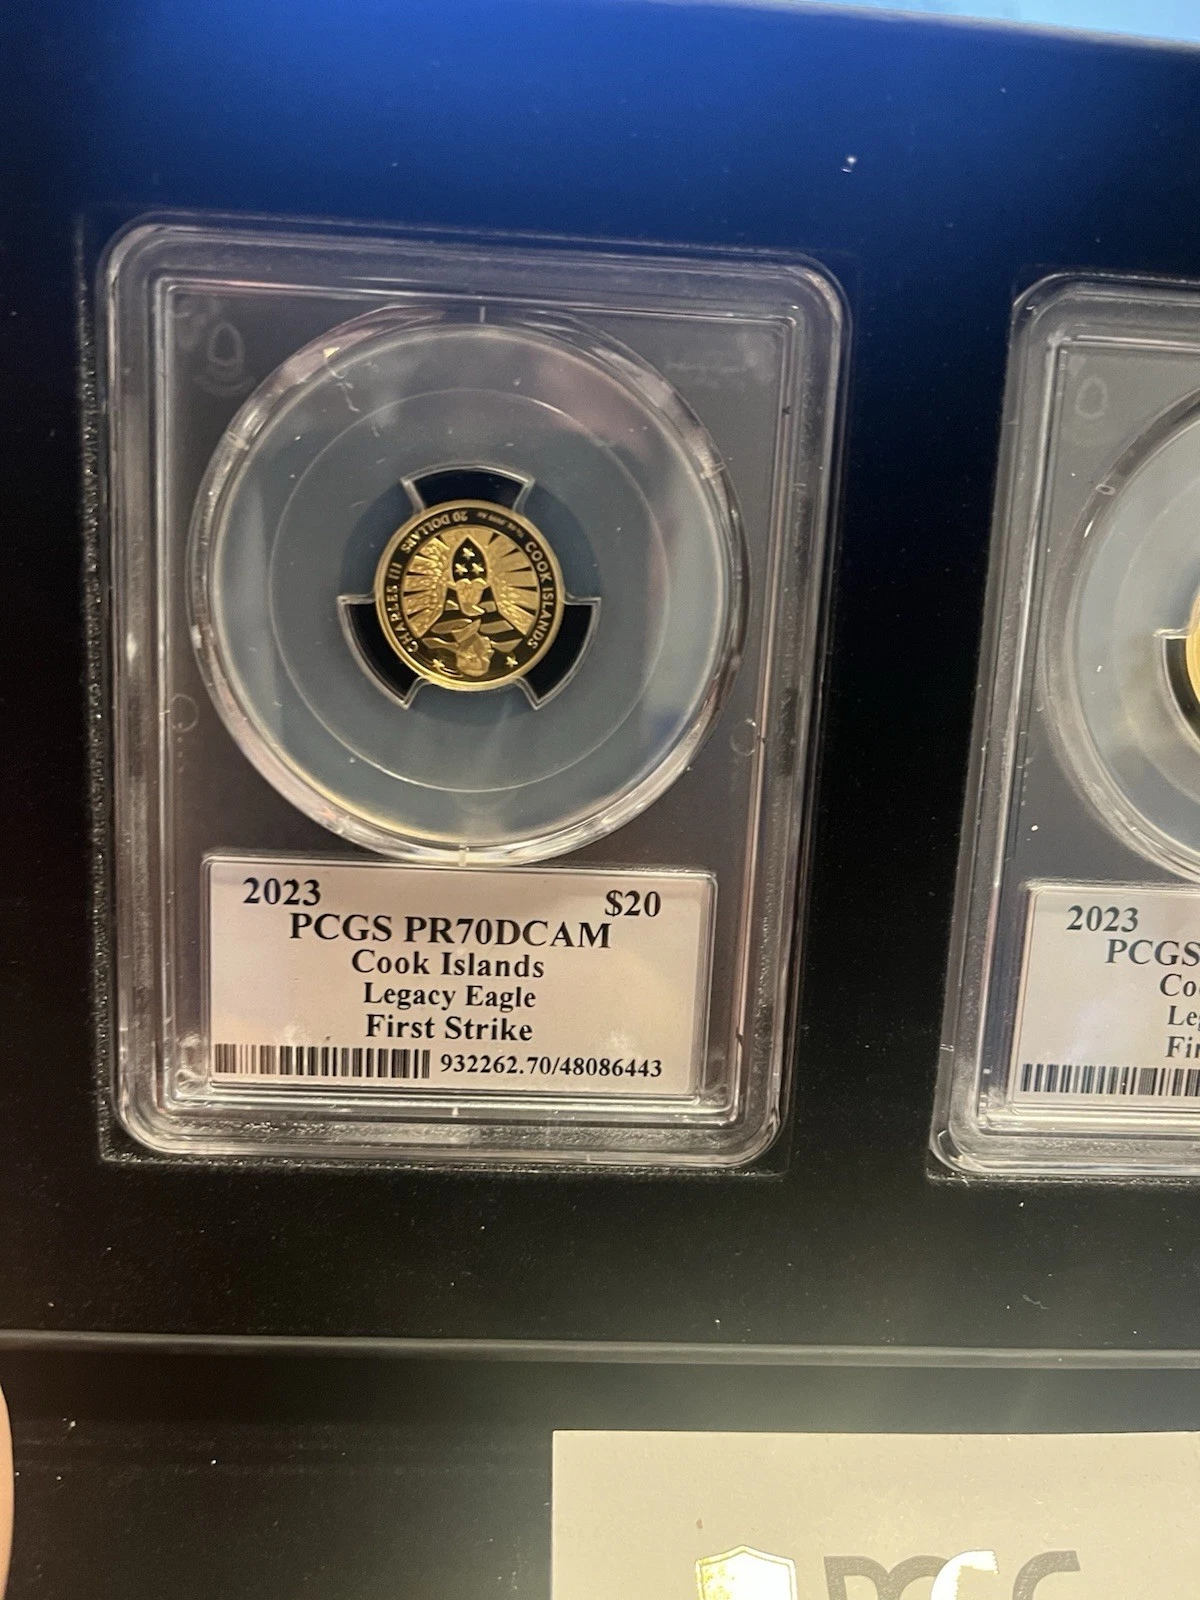 CHARLES III
20 DOLLARS
COOK ISLANDS
2023
$20
PCGS PR70DCAM
Cook Islands
Legacy Eagle
First Strike
932262.70/48086443
2023
PCGS